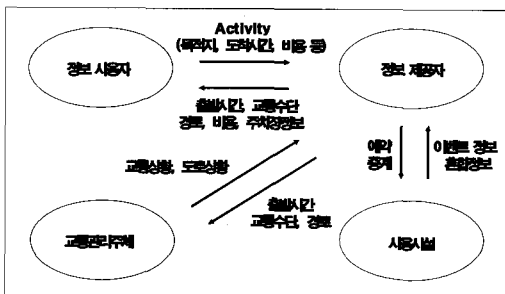 Activity
(목적지, 도착시간, 비용 등)
정보 사용자
정보 제공자
출발시간, 교통수단
경로, 비용, 주차장정보
예약
중계
이벤트 정보
혼잡정보
교통상황, 도로상황
출발시간
교통수단, 경로
교통관리주체
사용시설